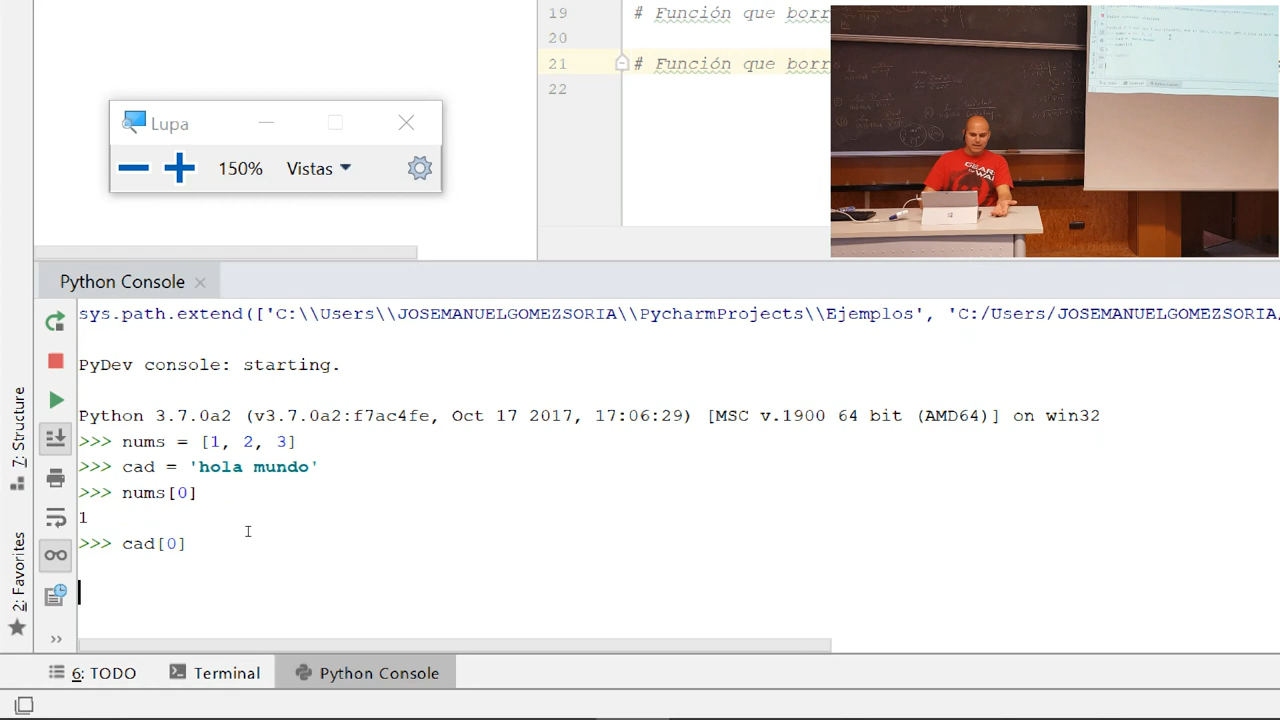 19 # Función que borr
20
21 # Función que borr
22
Lupa
150% Vistas
GEARS
Python Console
sys.path.extend(['C:\\Users\\JOSEMANUELGOMEZSORIA\\PycharmProjects\\Ejemplos', 'C:/Users/JOSEMANUELGOMEZSORIA/
PyDev console: starting.
Python 3.7.0a2 (v3.7.0a2:f7ac4fe, Oct 17 2017, 17:06:29) [MSC v.1900 64 bit (AMD64)] on win32
>>> nums = [1, 2, 3]
>>> cad = 'hola mundo'
>>> nums[0]
1
>>> cad[0]
7: Structure
2: Favorites
6: TODO Terminal Python Console